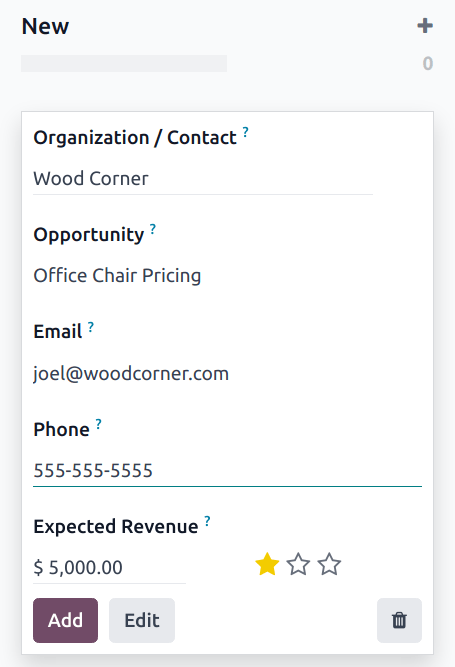 New
0
Organization / Contact ?
Wood Corner
Opportunity ?
Office Chair Pricing
Email ?
joel@woodcorner.com
Phone ?
555-555-5555
Expected Revenue ?
$ 5,000.00
Add Edit